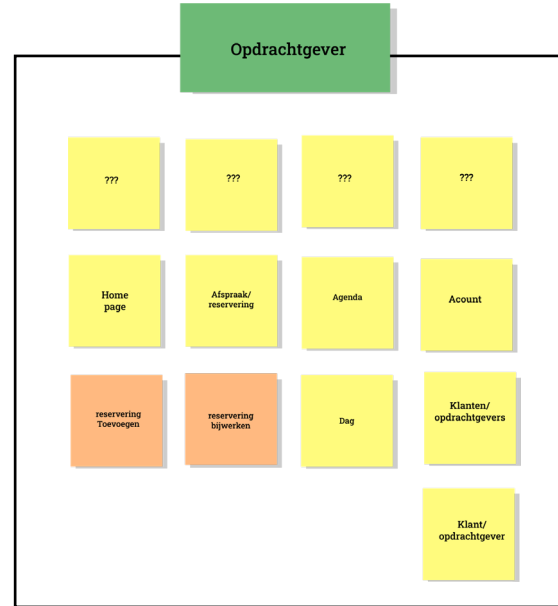 Opdrachtgever
???
???
???
???
Home
page
Afspraak/
reservering
Agenda
Acount
reservering
Toevoegen
reservering
bijwerken
Dag
Klanten/
opdrachtgevers
Klant/
opdrachtgever